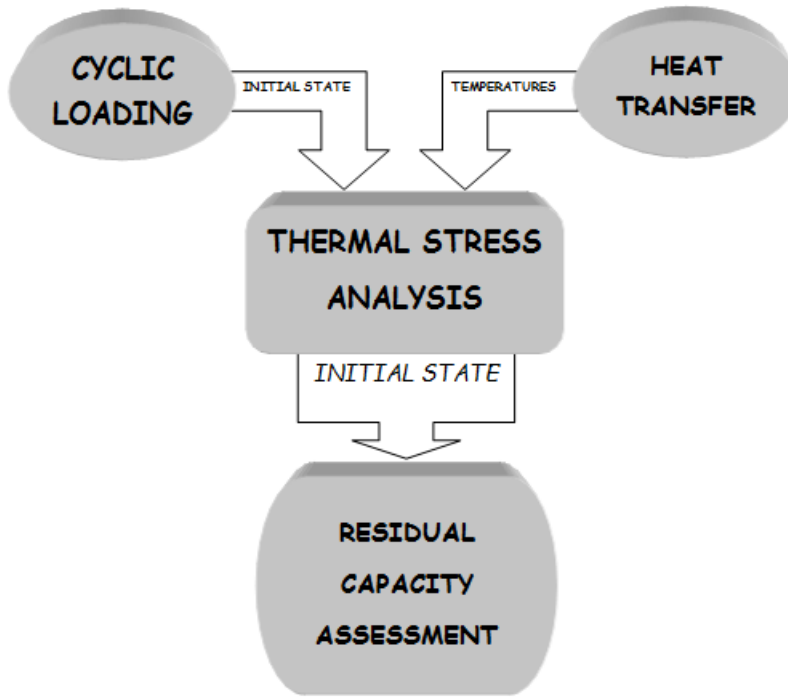 CYCLIC
LOADING
INITIAL STATE
TEMPERATURES
HEAT
TRANSFER
THERMAL STRESS
ANALYSIS
INITIAL STATE
RESIDUAL
CAPACITY
ASSESSMENT